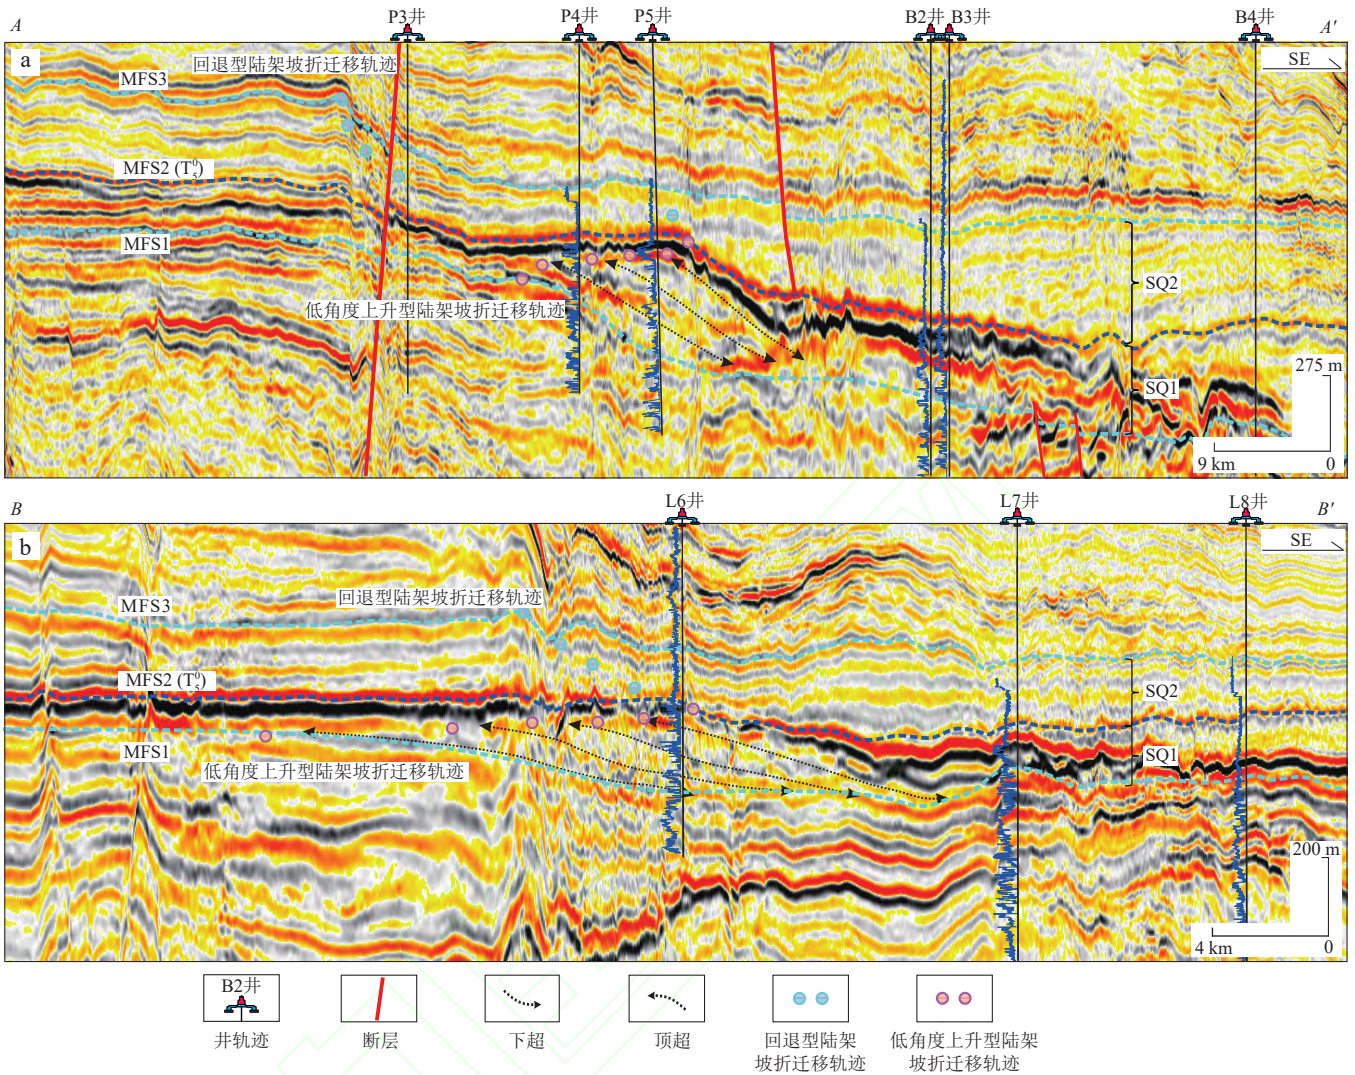 A
P3井
P4井
P5井
B2井
B3井
B4井
A'
a
回退型陆架坡折迁移轨迹
SE
MFS3
MFS2 (T₅⁰)
MFS1
低角度上升型陆架坡折迁移轨迹
SQ2
SQ1
275 m
9 km
0
B
L6井
L7井
L8井
B'
b
SE
回退型陆架坡折迁移轨迹
MFS3
MFS2 (T₅⁰)
SQ2
MFS1
SQ1
低角度上升型陆架坡折迁移轨迹
200 m
4 km
0
B2井
井轨迹
断层
下超
顶超
回退型陆架
坡折迁移轨迹
低角度上升型陆架
坡折迁移轨迹